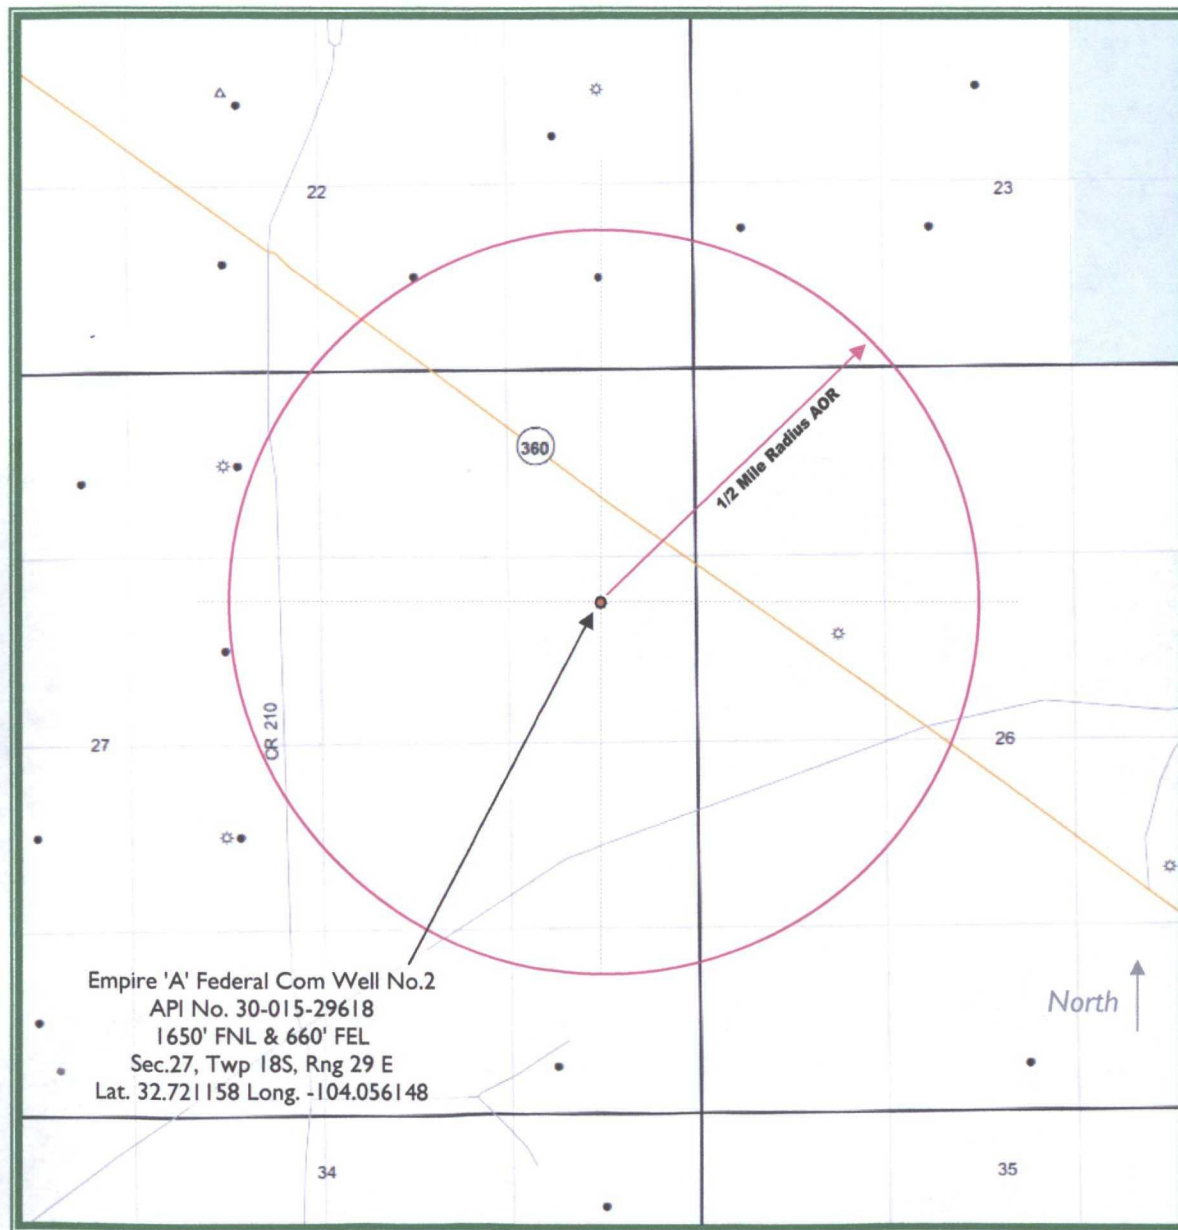 22
23
360
1/2 Mile Radius AOR
CR 210
27
26
Empire 'A' Federal Com Well No.2
API No. 30-015-29618
1650' FNL & 660' FEL
Sec.27, Twp 18S, Rng 29 E
Lat. 32.721158 Long. -104.056148
North
34
35